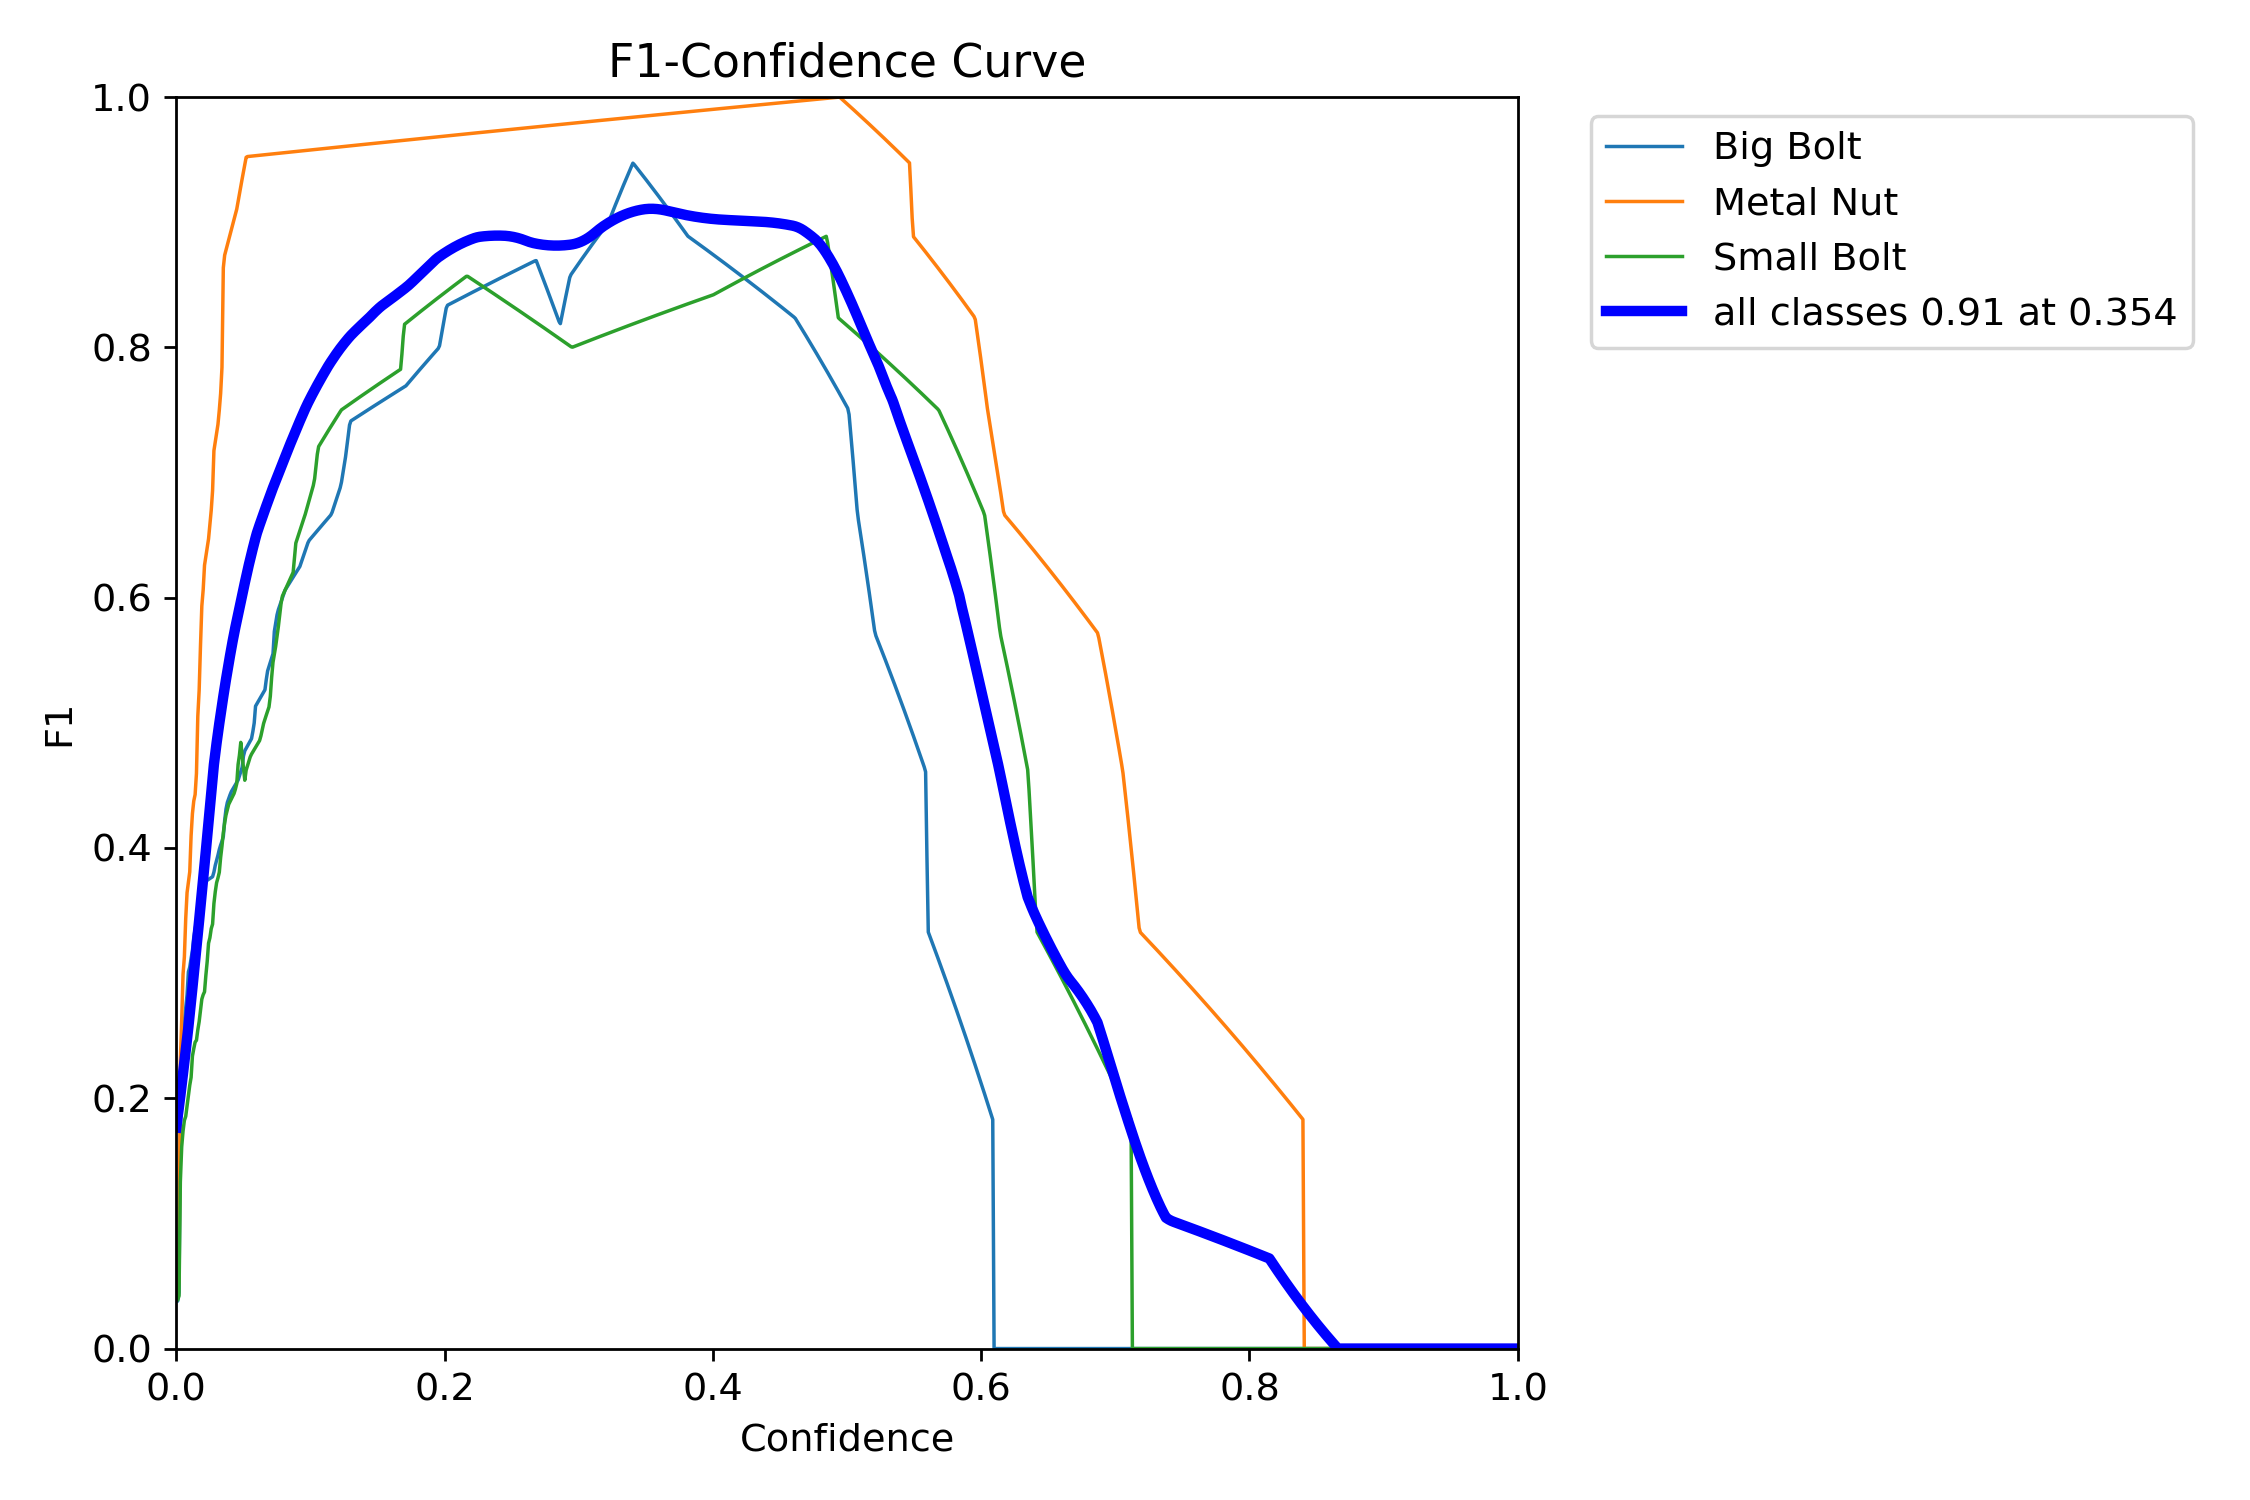 F1-Confidence Curve
1.0
0.8
0.6
0.4
0.2
0.0
F1
0.0 0.2 0.4 0.6 0.8 1.0
Confidence
Big Bolt
Metal Nut
Small Bolt
all classes 0.91 at 0.354